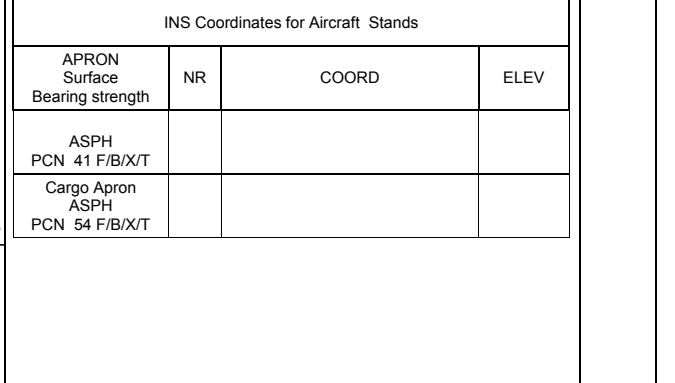 INS Coordinates for Aircraft Stands
APRON
Surface
Bearing strength
NR
COORD
ELEV
ASPH
PCN 41 F/B/X/T
Cargo Apron
ASPH
PCN 54 F/B/X/T